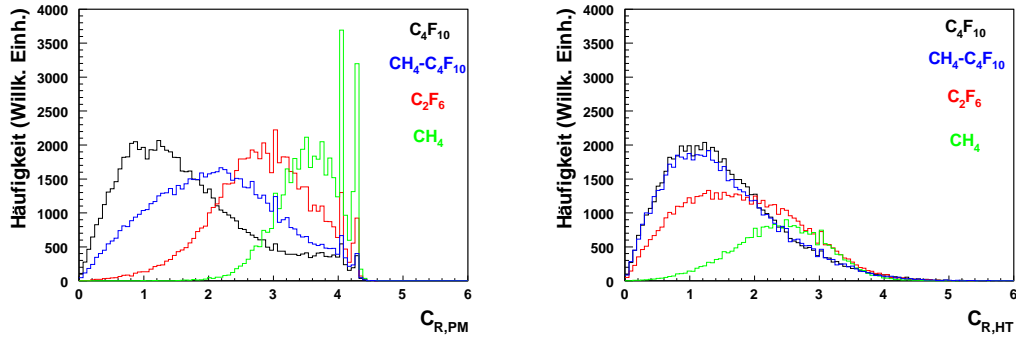 Häufigkeit (Willk. Einh.)
4000
3500
3000
2500
2000
1500
1000
500
0
C₄F₁₀
CH₄-C₄F₁₀
C₂F₆
CH₄
0 1 2 3 4 5 6
C_R,PM
Häufigkeit (Willk. Einh.)
4000
3500
3000
2500
2000
1500
1000
500
0
C₄F₁₀
CH₄-C₄F₁₀
C₂F₆
CH₄
0 1 2 3 4 5 6
C_R,HT